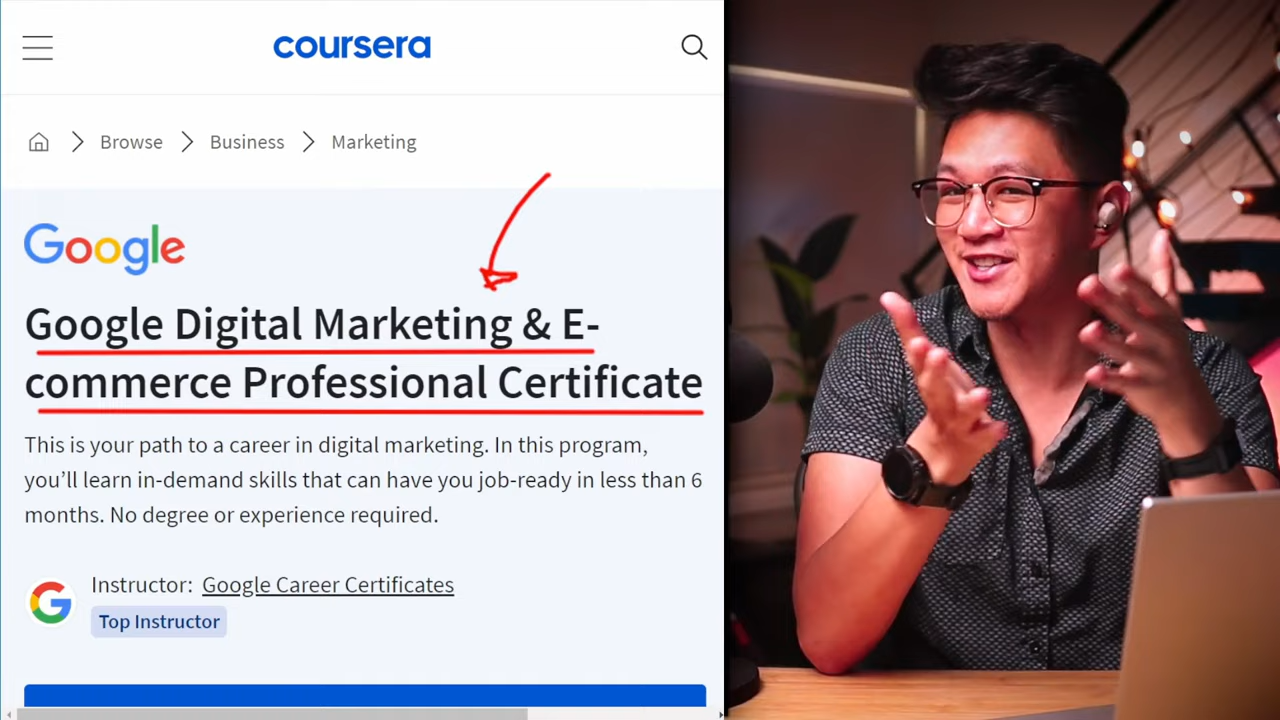 coursera
Browse
Business
Marketing
Google
Google Digital Marketing & E-
commerce Professional Certificate
This is your path to a career in digital marketing. In this program,
you’ll learn in-demand skills that can have you job-ready in less than 6
months. No degree or experience required.
G
Instructor: Google Career Certificates
Top Instructor